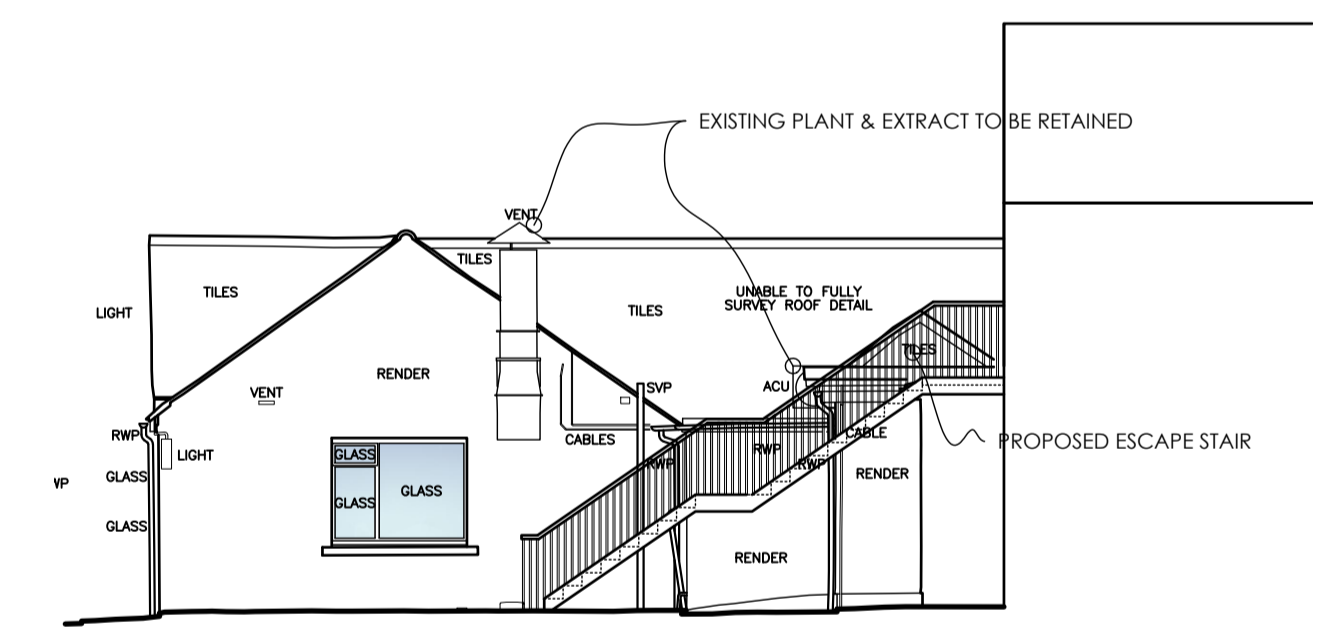 EXISTING PLANT & EXTRACT TO BE RETAINED
VENT
TILES
TILES
UNABLE TO FULLY
SURVEY ROOF DETAIL
LIGHT
TILES
TILES
RENDER
ACU
SVP
VENT
RWP
CABLES
CABLE
PROPOSED ESCAPE STAIR
LIGHT
GLASS
RWP
RWP
RWP
RENDER
WP
GLASS
GLASS
GLASS
GLASS
RENDER